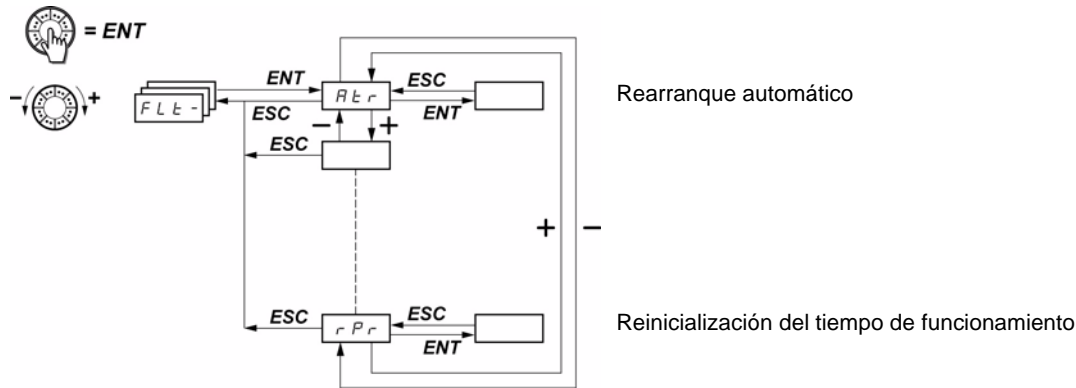 = ENT
- +
FLt-
ENT
ESC
Atr
ESC
ENT
Rearranque automático
- +
ESC
+ -
ESC
rPr
ESC
ENT
Reinicialización del tiempo de funcionamiento